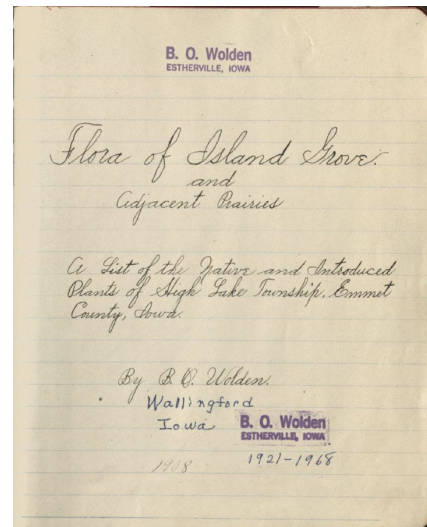 B. O. Wolden
ESTHERVILLE, IOWA
Flora of Island Grove.
and
Adjacent Prairies
A List of the Native and Introduced
Plants of High Lake Township, Emmet
County, Iowa.
By B. O. Wolden.
Wallingford
Iowa
B. O. Wolden
ESTHERVILLE, IOWA
1921-1968